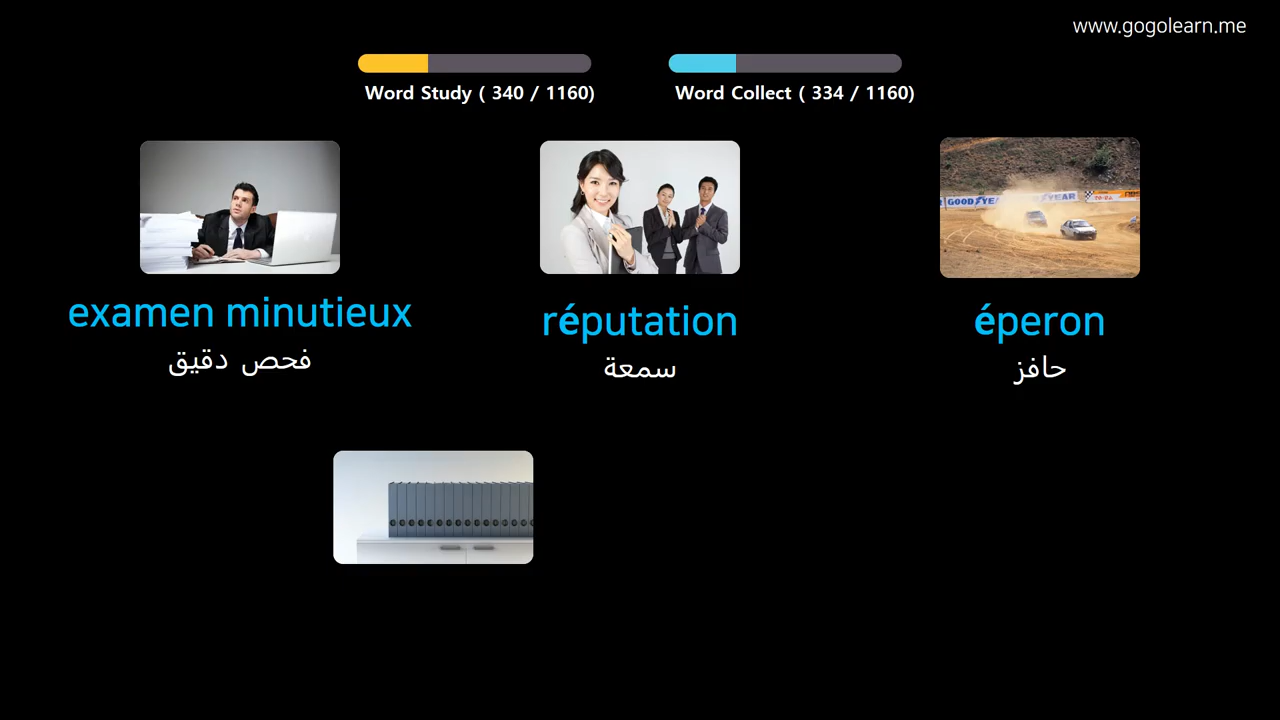 www.gogolearn.me
Word Study ( 340 / 1160)
Word Collect ( 334 / 1160)
GOODYEAR
examen minutieux
فحص دقيق
réputation
سمعة
éperon
حافز